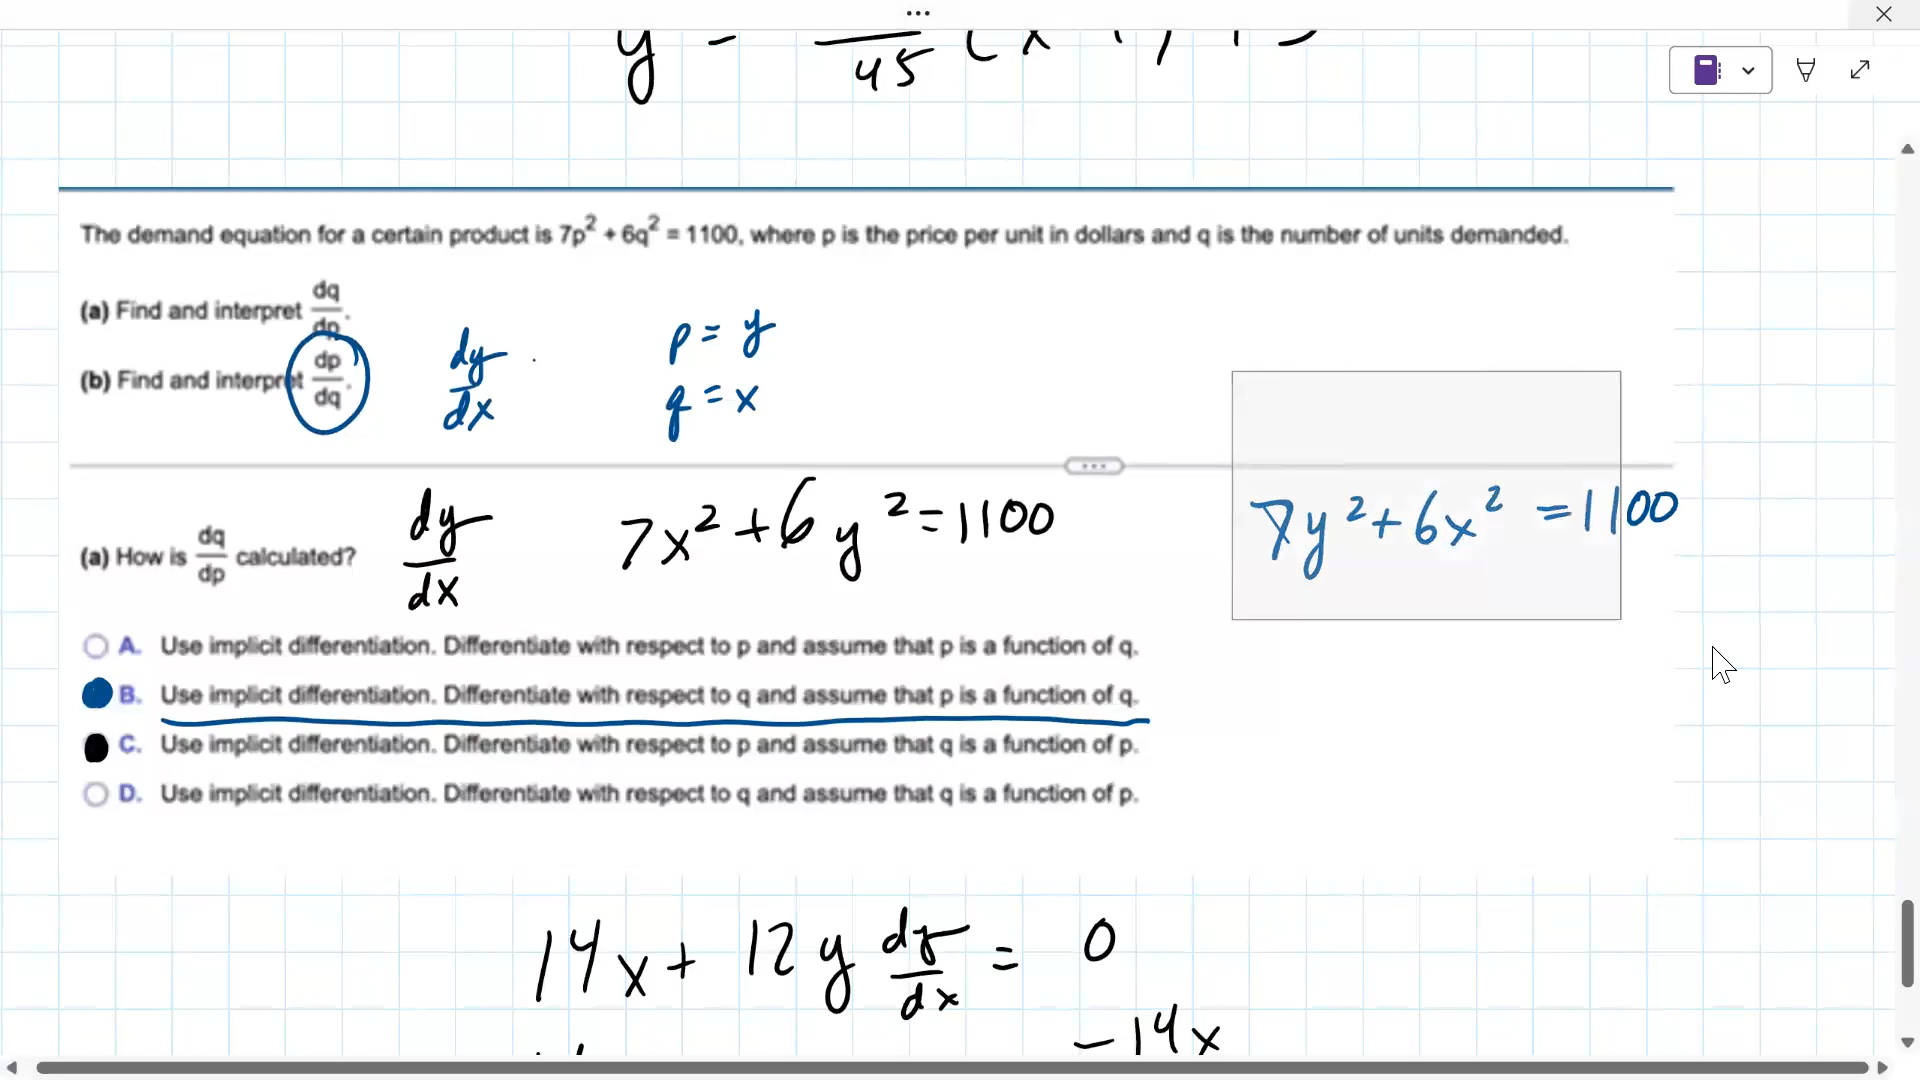 y = 45
The demand equation for a certain product is 7p² + 6q² = 1100, where p is the price per unit in dollars and q is the number of units demanded.
(a) Find and interpret dq/dp.
(b) Find and interpret dp/dq.
dy/dx
p = y
q = x
(a) How is dq/dp calculated?
dy/dx
7x² + 6y² = 1100
7y² + 6x² = 1100
A. Use implicit differentiation. Differentiate with respect to p and assume that p is a function of q.
B. Use implicit differentiation. Differentiate with respect to q and assume that p is a function of q.
C. Use implicit differentiation. Differentiate with respect to p and assume that q is a function of p.
D. Use implicit differentiation. Differentiate with respect to q and assume that q is a function of p.
14x + 12y dy/dx = 0
-14x